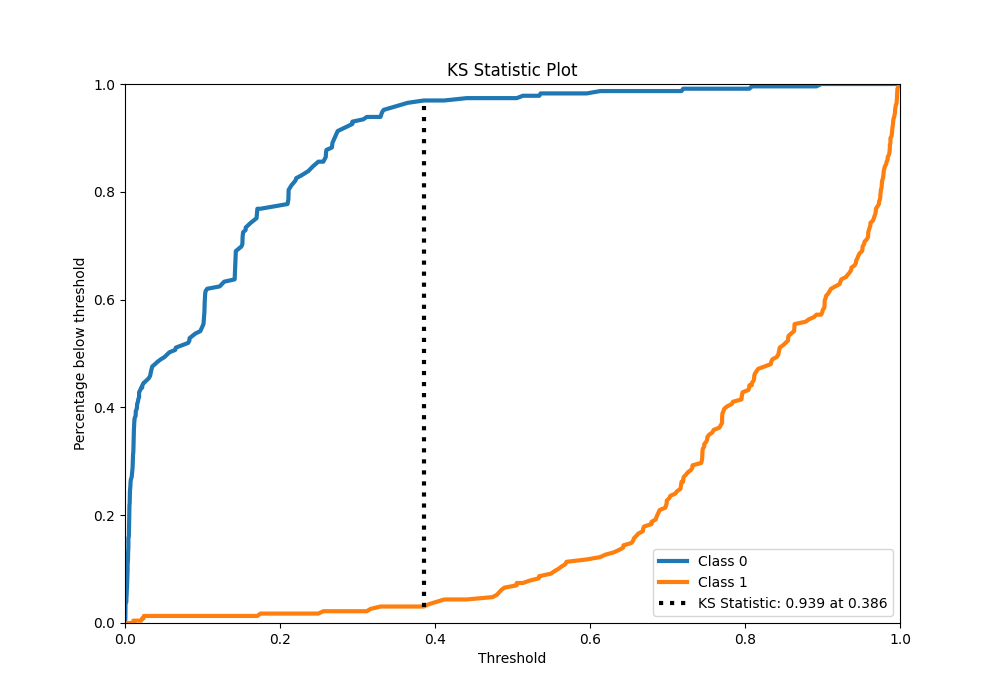 KS Statistic Plot
1.0
0.8
0.6
0.4
0.2
0.0
Percentage below threshold
0.0 0.2 0.4 0.6 0.8 1.0
Threshold
Class 0
Class 1
KS Statistic: 0.939 at 0.386